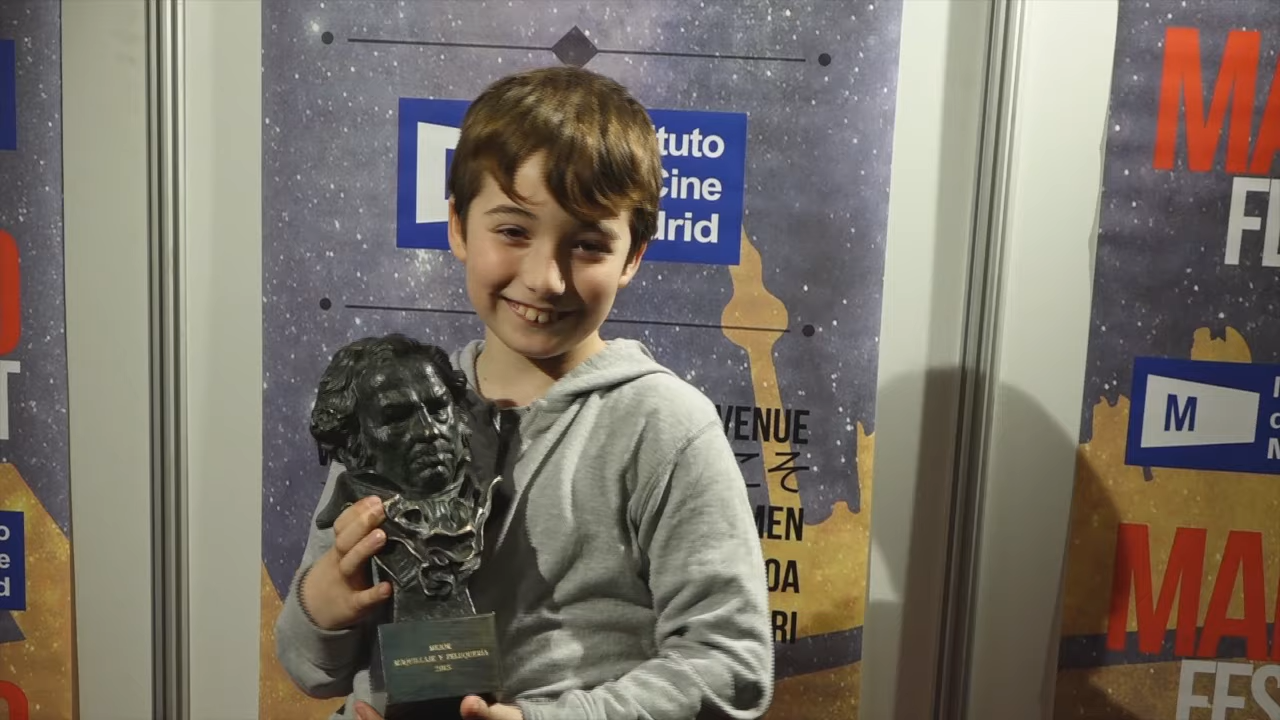 tuto
Cine
drid
VENUE
MEN
OA
RI
MEJOR
MAQUILLAJE Y PELUQUERÍA
2015
MA
FE
M
MA
FES
T
o
e
d